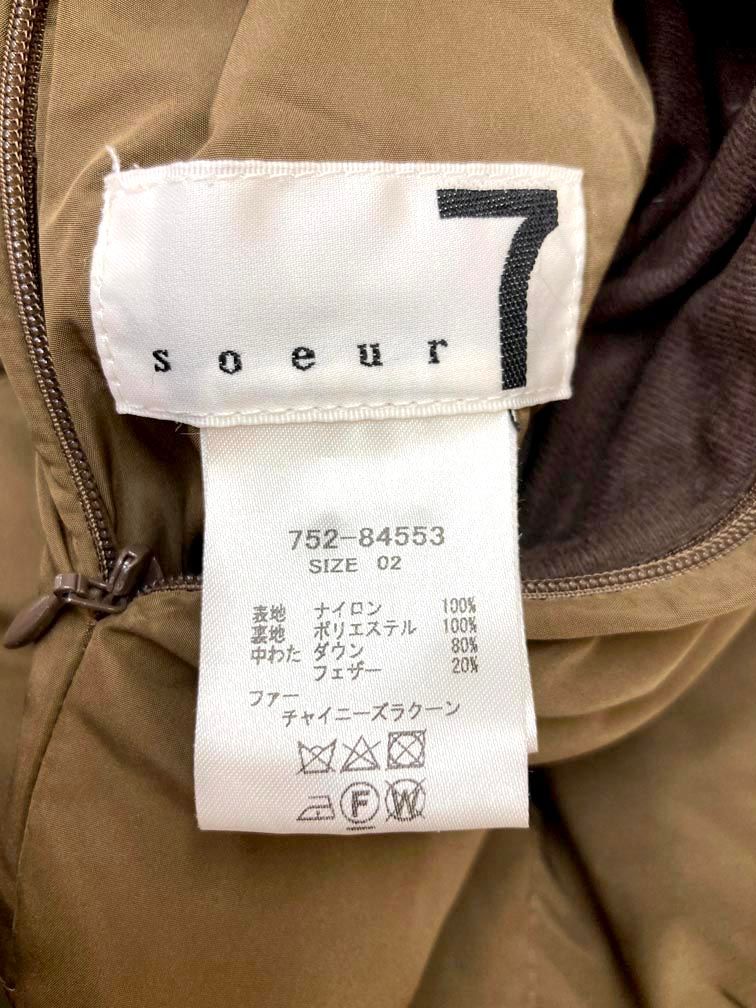 soeur 7
752-84553
SIZE 02
表地 ナイロン 100%
裏地 ポリエステル 100%
中わた ダウン 80%
フェザー 20%
ファー
チャイニーズラクーン
F W